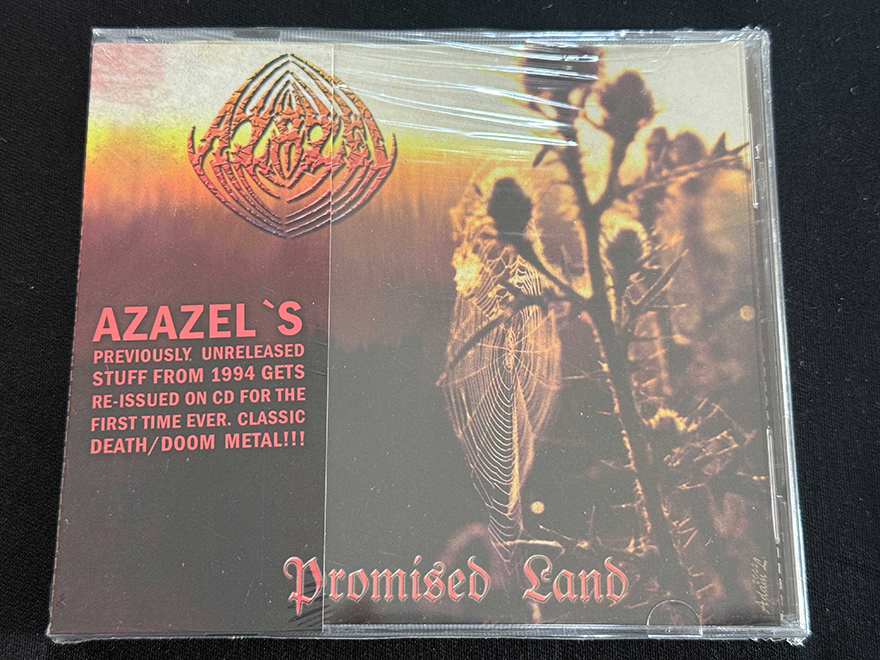 AZAZEL
AZAZEL`S
PREVIOUSLY UNRELEASED
STUFF FROM 1994 GETS
RE-ISSUED ON CD FOR THE
FIRST TIME EVER. CLASSIC
DEATH/DOOM METAL!!!
Promised Land